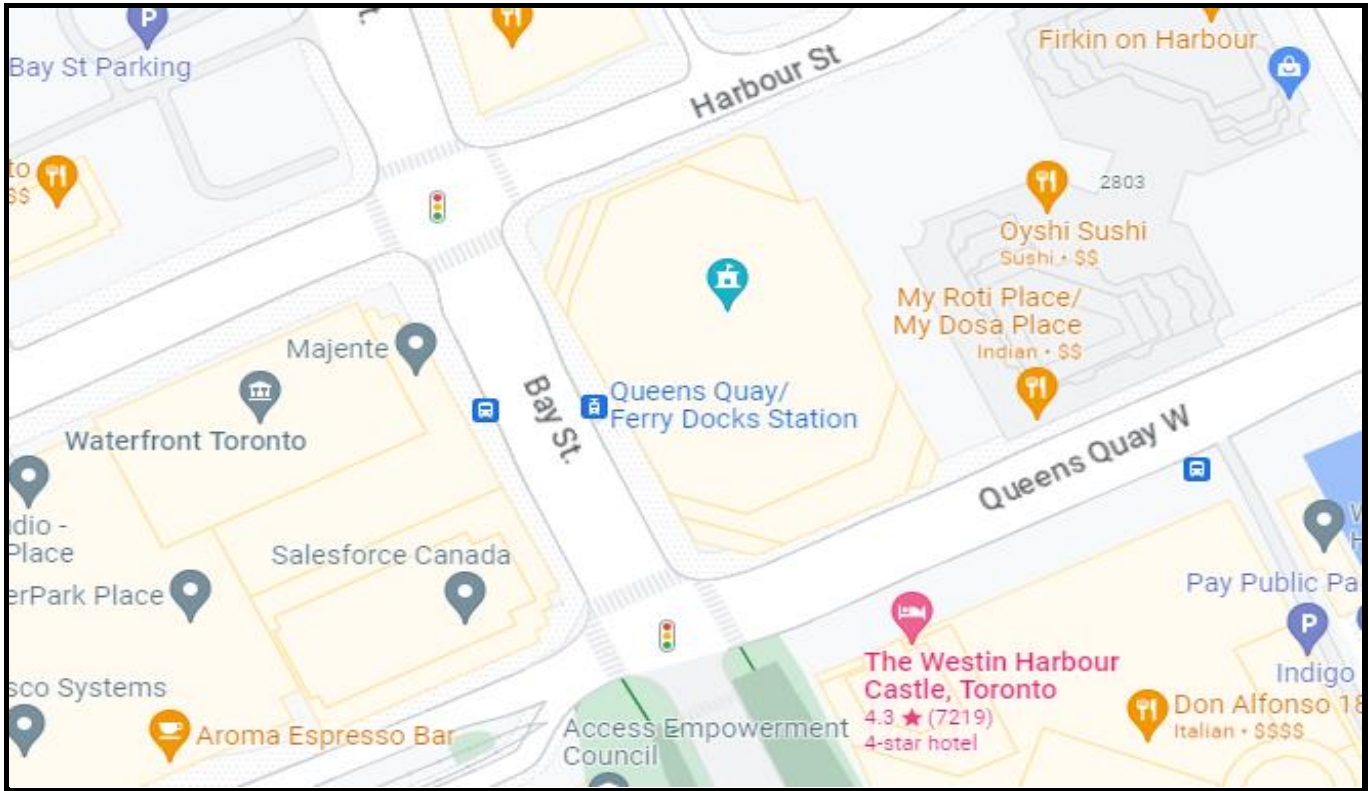 P
Bay St Parking
Firkin on Harbour
Harbour St
$$
2803
Oyshi Sushi
Sushi • $$
My Roti Place/
My Dosa Place
Indian • $$
Majente
Waterfront Toronto
Bay St.
Queens Quay/
Ferry Docks Station
Queens Quay W
Place
Salesforce Canada
Pay Public
P
Indigo
The Westin Harbour
Castle, Toronto
4.3 ★ (7219)
4-star hotel
Systems
Aroma Espresso Bar
Access Empowerment
Council
Don Alfonso
Italian • $$$$